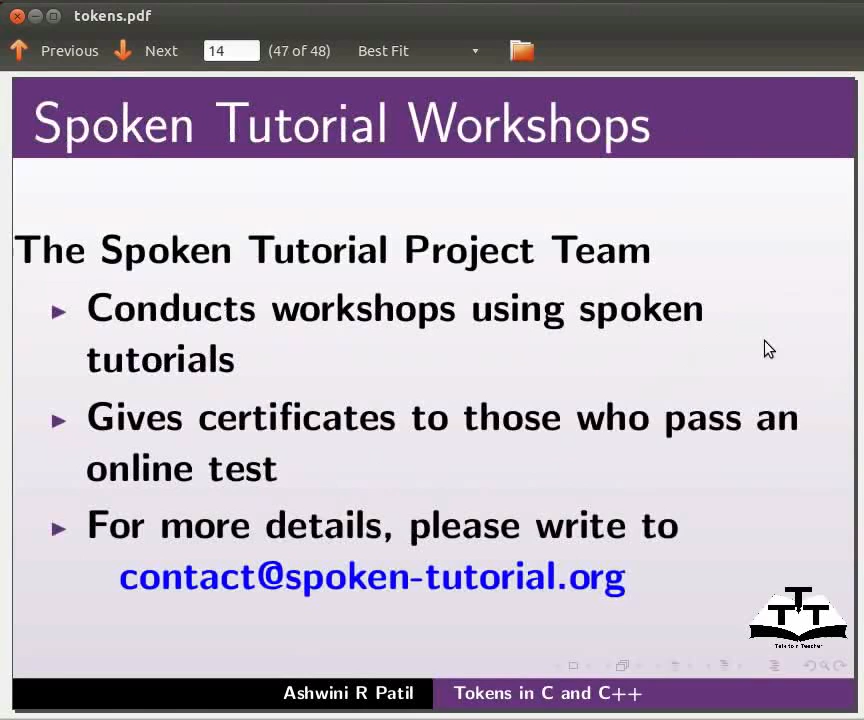 tokens.pdf
Previous Next 14 (47 of 48) Best Fit
Spoken Tutorial Workshops
The Spoken Tutorial Project Team
Conducts workshops using spoken
tutorials
Gives certificates to those who pass an
online test
For more details, please write to
contact@spoken-tutorial.org
TTT
Ashwini R Patil Tokens in C and C++